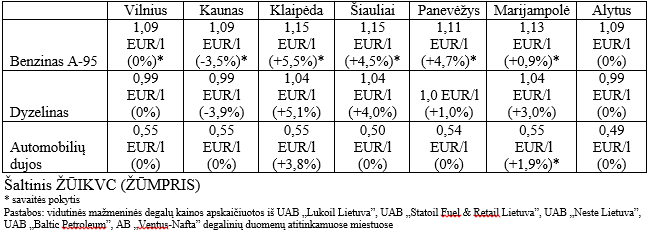 Vilnius Kaunas Klaipėda Šiauliai Panevėžys Marijampolė Alytus
1,09 1,09 1,15 1,15 1,11 1,13 1,09
EUR/l EUR/l EUR/l EUR/l EUR/l EUR/l EUR/l
Benzinas A-95 (0%)* (-3,5%)* (+5,5%)* (+4,5%)* (+4,7%)* (+0,9%)* (0%)
0,99 0,99 1,04 1,04 1,04 0,99
EUR/l EUR/l EUR/l EUR/l 1,0 EUR/l EUR/l EUR/l
Dyzelinas (0%) (-3,9%) (+5,1%) (+4,0%) (+1,0%) (+3,0%) (0%)
0,55 0,55 0,55 0,50 0,54 0,55 0,49
Automobilių EUR/l EUR/l EUR/l EUR/l EUR/l EUR/l EUR/l
dujos (0%) (0%) (+3,8%) (0%) (0%) (+1,9%)* (0%)
Šaltinis ŽŪIKVC (ŽŪMPRIS)
* savaitės pokytis
Pastabos: vidutinės mažmeninės degalų kainos apskaičiuotos iš UAB „Lukoil Lietuva”, UAB „Statoil Fuel & Retail Lietuva”, UAB „Neste Lietuva”,
UAB „Baltic Petroleum”, AB „Ventus-Nafta” degalinių duomenų atitinkamuose miestuose